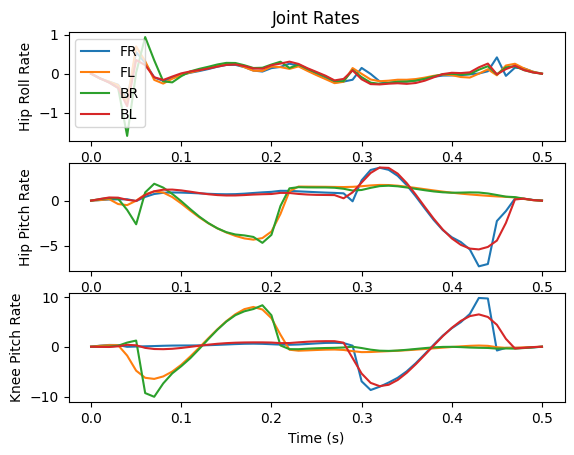 Joint Rates
Hip Roll Rate
1
0
−1
FR
FL
BR
BL
0.0 0.1 0.2 0.3 0.4 0.5
Hip Pitch Rate
0
−5
0.0 0.1 0.2 0.3 0.4 0.5
Knee Pitch Rate
10
0
−10
0.0 0.1 0.2 0.3 0.4 0.5
Time (s)